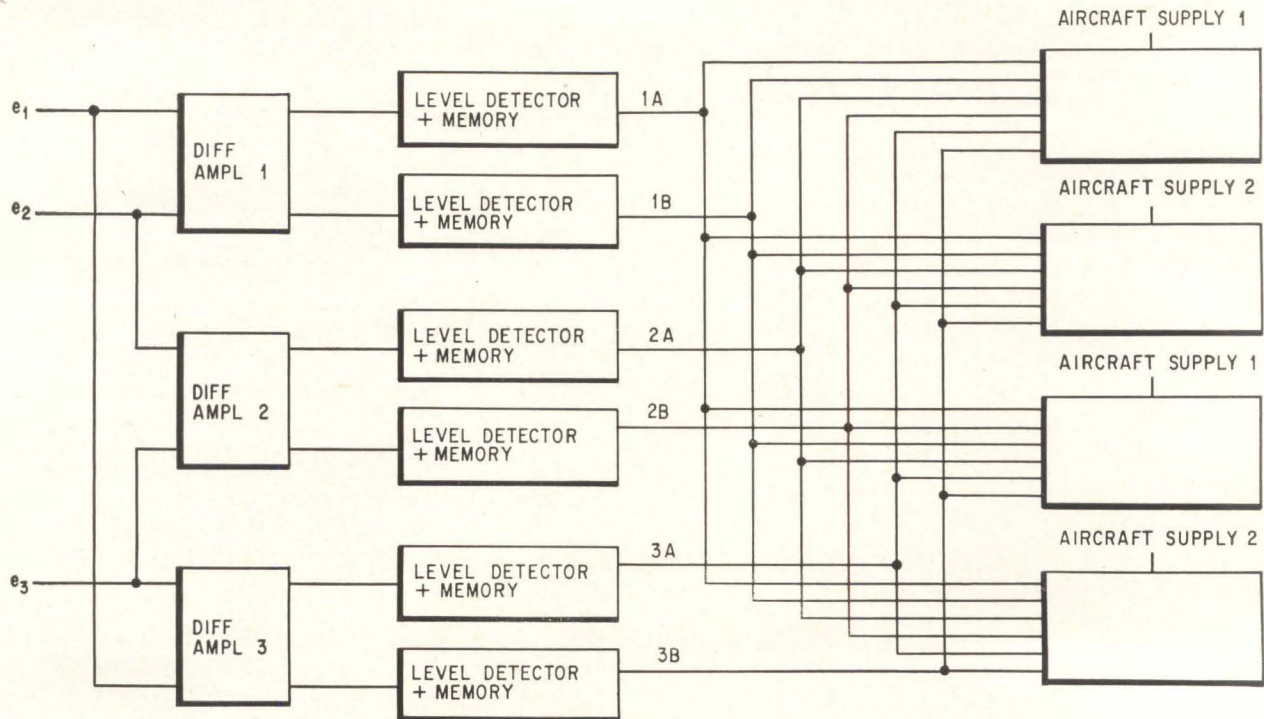 AIRCRAFT SUPPLY 1
e1
DIFF
AMPL 1
LEVEL DETECTOR
+ MEMORY
1A
e2
LEVEL DETECTOR
+ MEMORY
1B
AIRCRAFT SUPPLY 2
DIFF
AMPL 2
LEVEL DETECTOR
+ MEMORY
2A
LEVEL DETECTOR
+ MEMORY
2B
AIRCRAFT SUPPLY 1
e3
DIFF
AMPL 3
LEVEL DETECTOR
+ MEMORY
3A
LEVEL DETECTOR
+ MEMORY
3B
AIRCRAFT SUPPLY 2